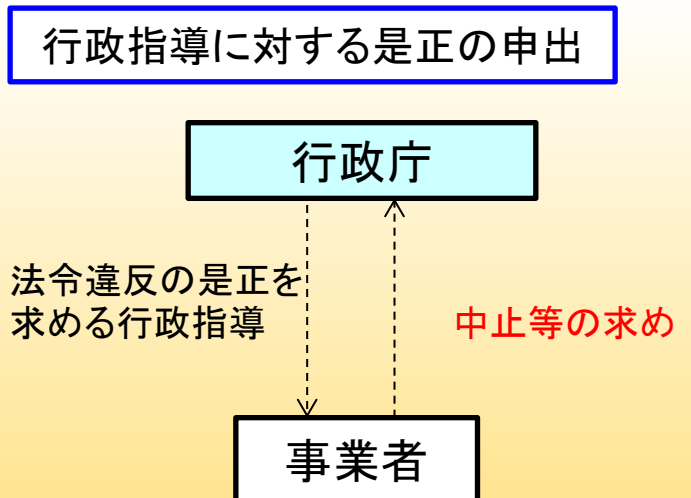 行政指導に対する是正の申出
行政庁
法令違反の是正を
求める行政指導
中止等の求め
事業者